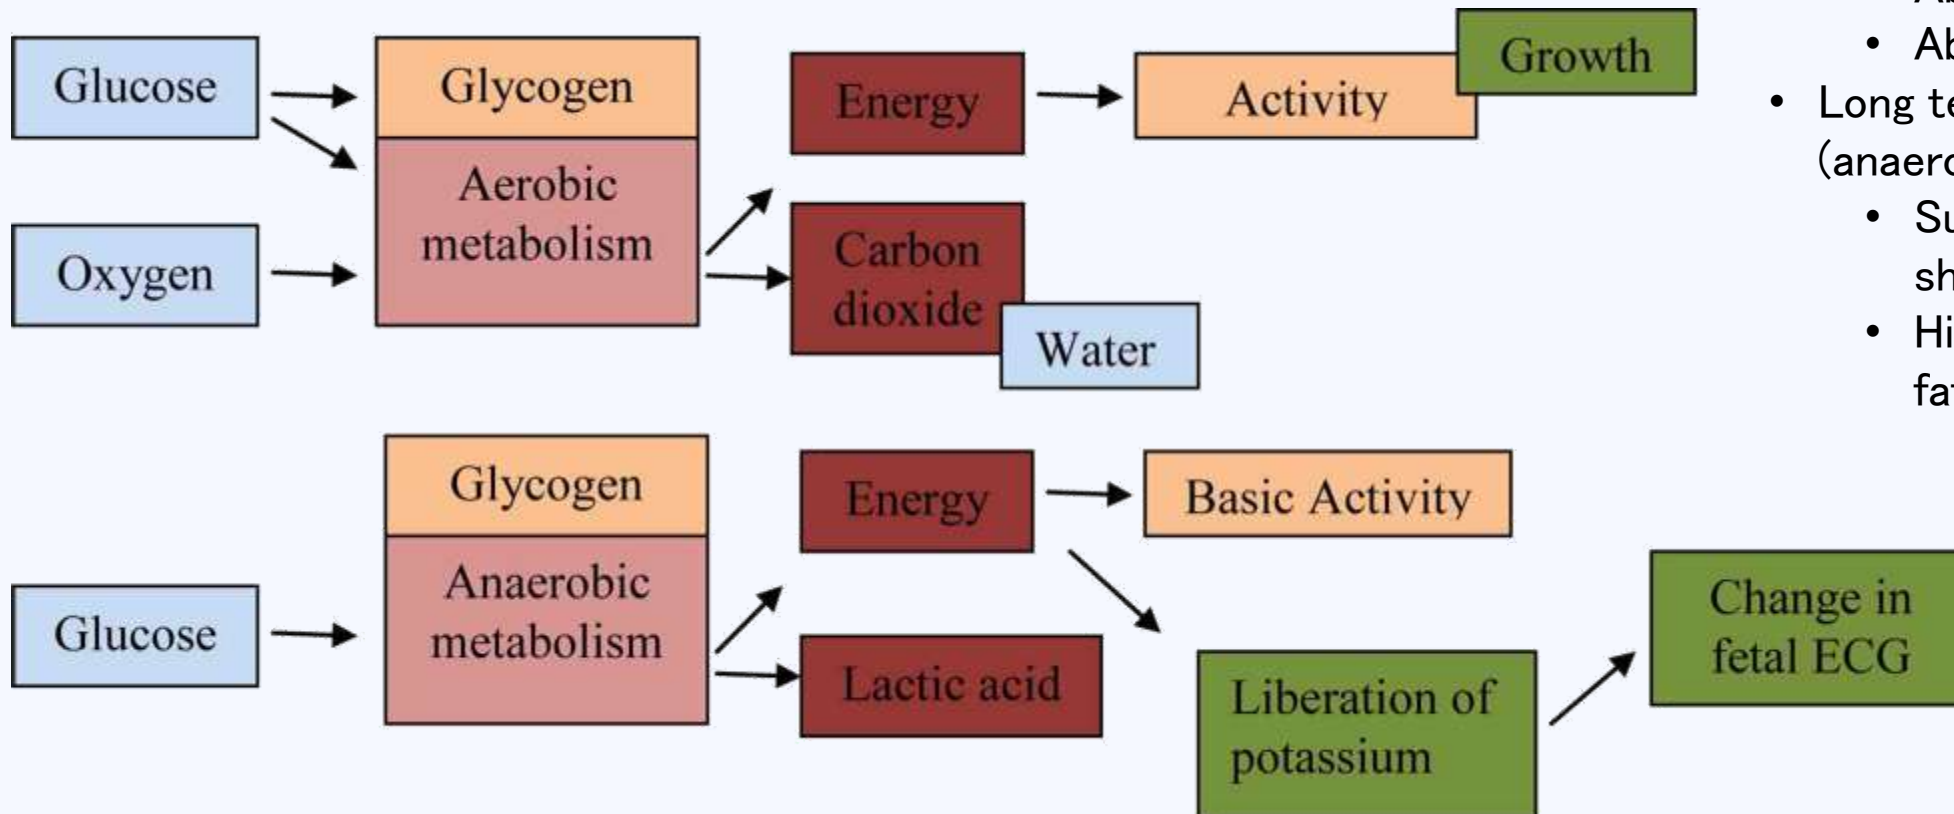 Glucose
Glycogen
Aerobic
metabolism
Oxygen
Energy
Activity
Growth
Carbon
dioxide
Water
Glycogen
Anaerobic
metabolism
Glucose
Energy
Basic Activity
Lactic acid
Liberation of
potassium
Change in
fetal ECG
• Long